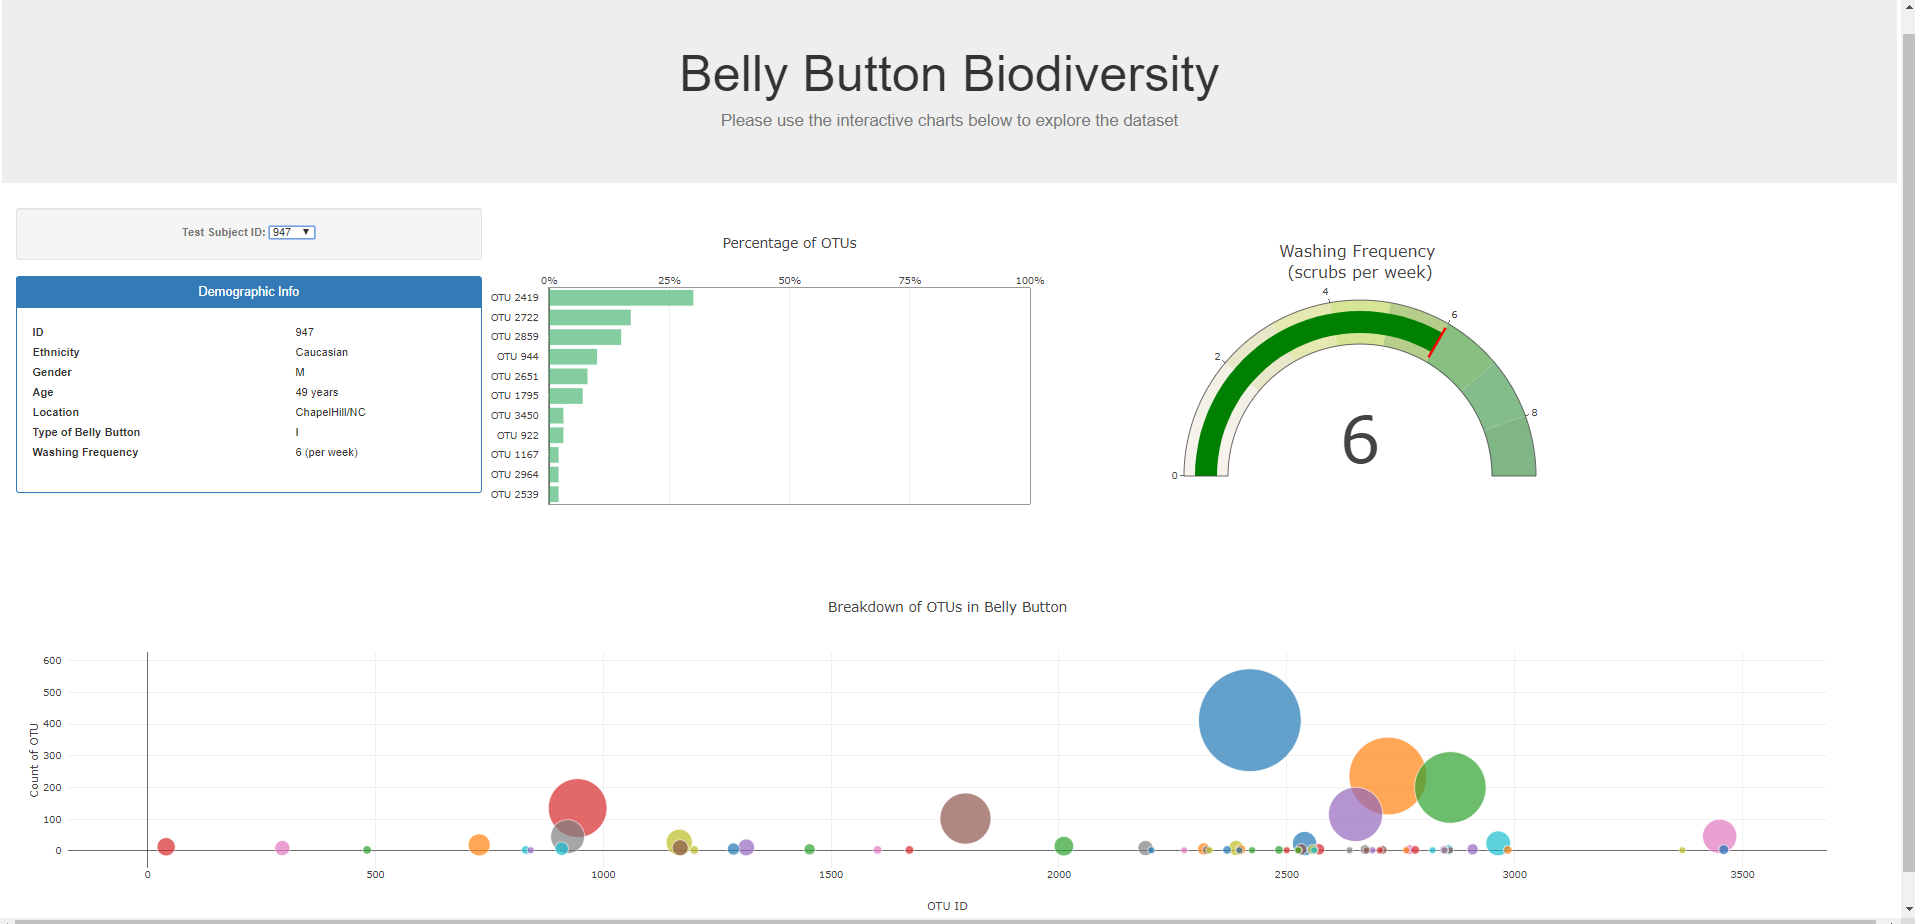 Belly Button Biodiversity
Please use the interactive charts below to explore the dataset
Test Subject ID: 947
Demographic Info
ID 947
Ethnicity Caucasian
Gender M
Age 49 years
Location ChapelHill/NC
Type of Belly Button I
Washing Frequency 6 (per week)
Percentage of OTUs
0% 25% 50% 75% 100%
OTU 2419
OTU 2722
OTU 2859
OTU 944
OTU 2651
OTU 1795
OTU 3450
OTU 922
OTU 1167
OTU 2964
OTU 2539
Washing Frequency
(scrubs per week)
0
2
4
6
8
6
Breakdown of OTUs in Belly Button
Count of OTU
600
500
400
300
200
100
0
0 500 1000 1500 2000 2500 3000 3500
OTU ID